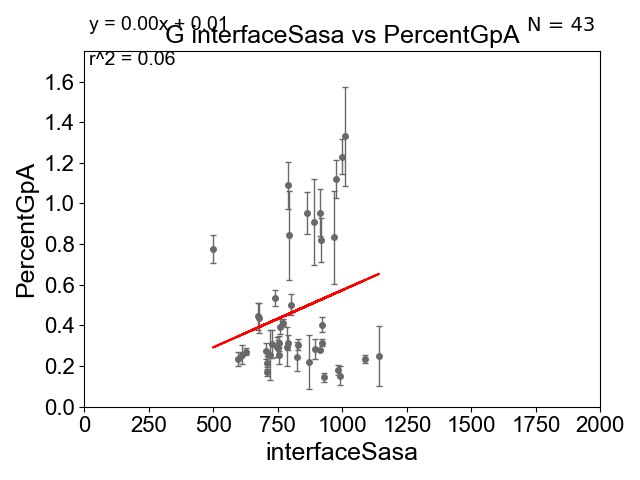 y = 0.00x + 0.01
N = 43
G interfaceSasa vs PercentGpA
r^2 = 0.06
PercentGpA
1.6
1.4
1.2
1.0
0.8
0.6
0.4
0.2
0.0
0 250 500 750 1000 1250 1500 1750 2000
interfaceSasa